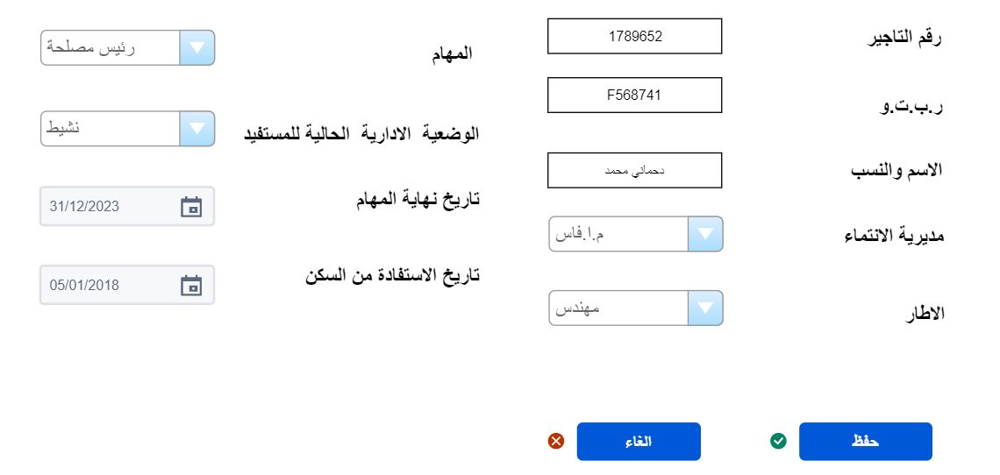 رقم التاجير
1789652
ر.ب.ت.و
F568741
الاسم والنسب
دحماني محمد
مديرية الانتماء
م.ا.فاس
الاطار
مهندس
المهام
رئيس مصلحة
الوضعية الادارية الحالية للمستفيد
نشيط
تاريخ نهاية المهام
31/12/2023
تاريخ الاستفادة من السكن
05/01/2018
حفظ
الغاء